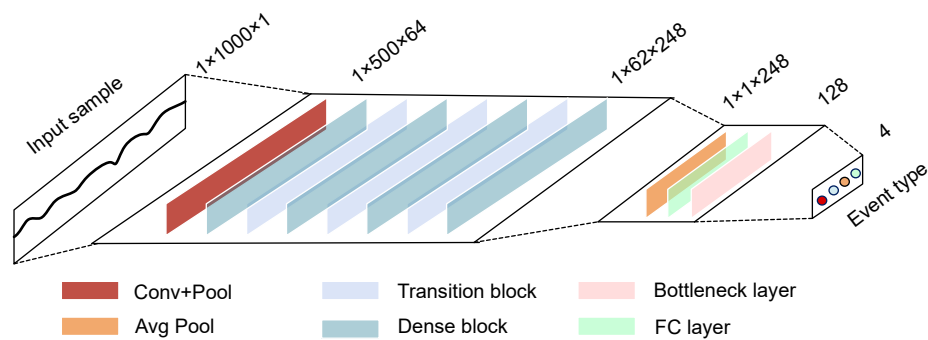 Input sample
1×1000×1
1×500×64
1×62×248
1×1×248
128
4
Event type
Conv+Pool
Transition block
Bottleneck layer
Avg Pool
Dense block
FC layer